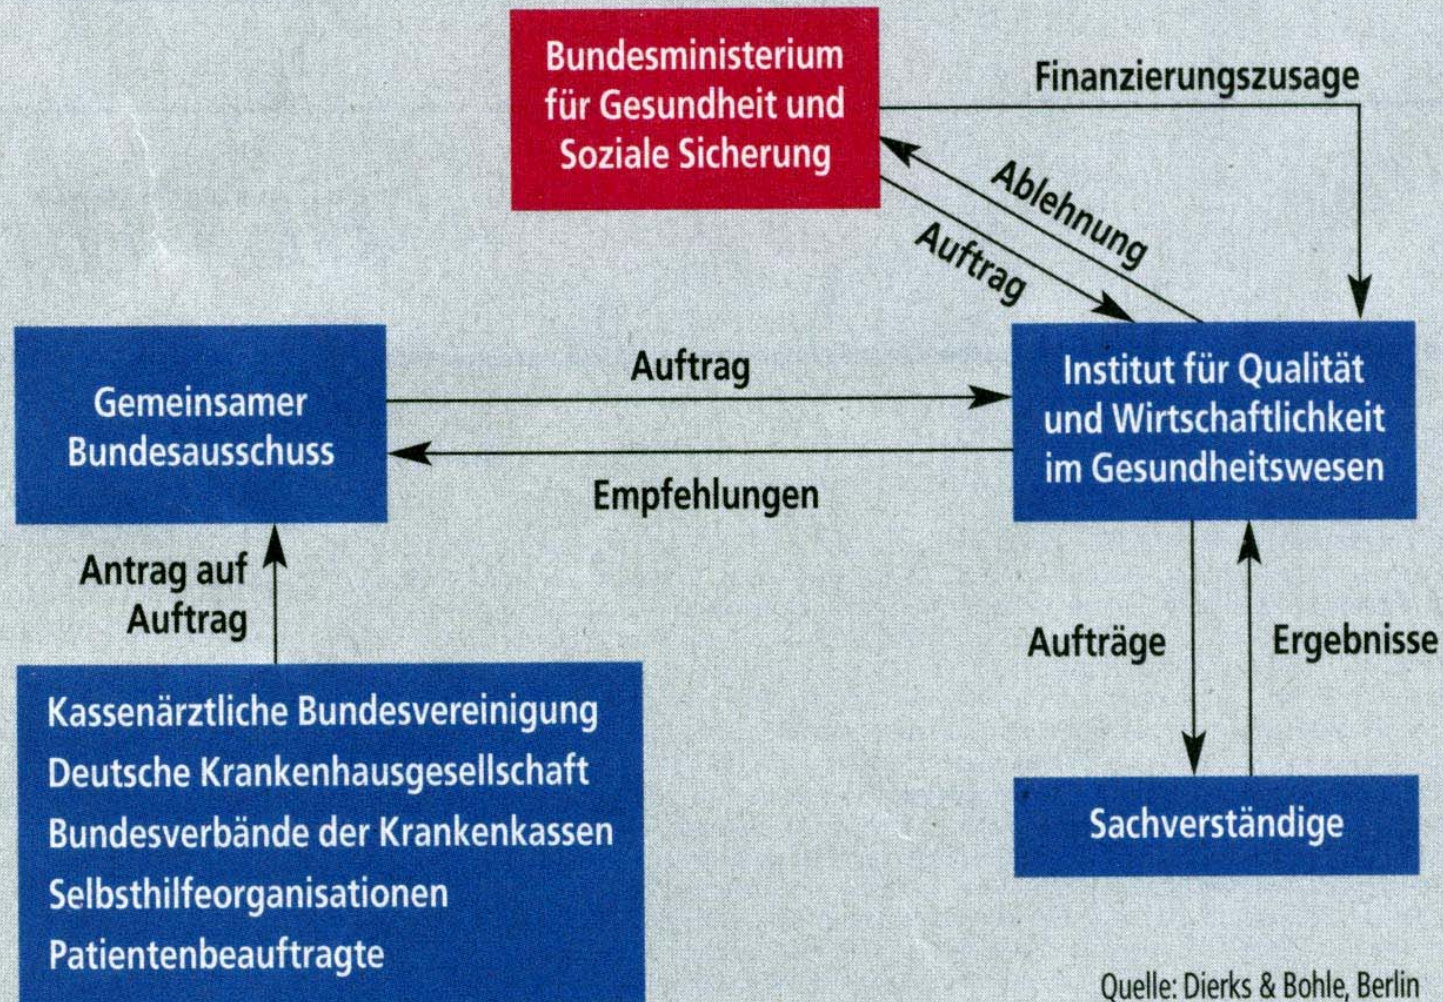 Bundesministerium
für Gesundheit und
Soziale Sicherung
Finanzierungszusage
Ablehnung
Auftrag
Gemeinsamer
Bundesausschuss
Auftrag
Empfehlungen
Institut für Qualität
und Wirtschaftlichkeit
im Gesundheitswesen
Antrag auf
Auftrag
Aufträge
Ergebnisse
Kassenärztliche Bundesvereinigung
Deutsche Krankenhausgesellschaft
Bundesverbände der Krankenkassen
Selbsthilfeorganisationen
Patientenbeauftragte
Sachverständige
Quelle: Dierks & Bohle, Berlin